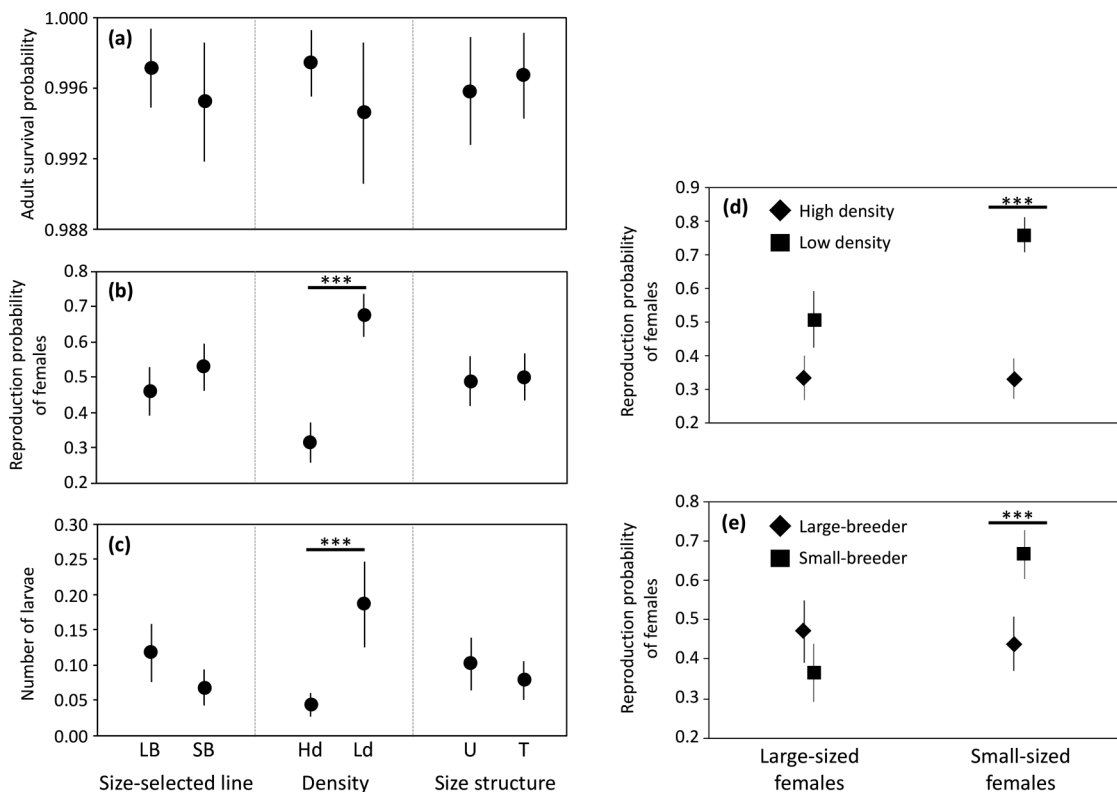 (a)
Adult survival probability
1.000
0.996
0.992
0.988
(b)
Reproduction probability
of females
0.8
0.7
0.6
0.5
0.4
0.3
0.2
***
(c)
Number of larvae
0.30
0.25
0.20
0.15
0.10
0.05
0.00
***
LB SB Hd Ld U T
Size-selected line Density Size structure
(d)
Reproduction probability
of females
0.9
0.8
0.7
0.6
0.5
0.4
0.3
0.2
High density
Low density
***
(e)
Reproduction probability
of females
0.8
0.7
0.6
0.5
0.4
0.3
0.2
Large-breeder
Small-breeder
***
Large-sized
females
Small-sized
females